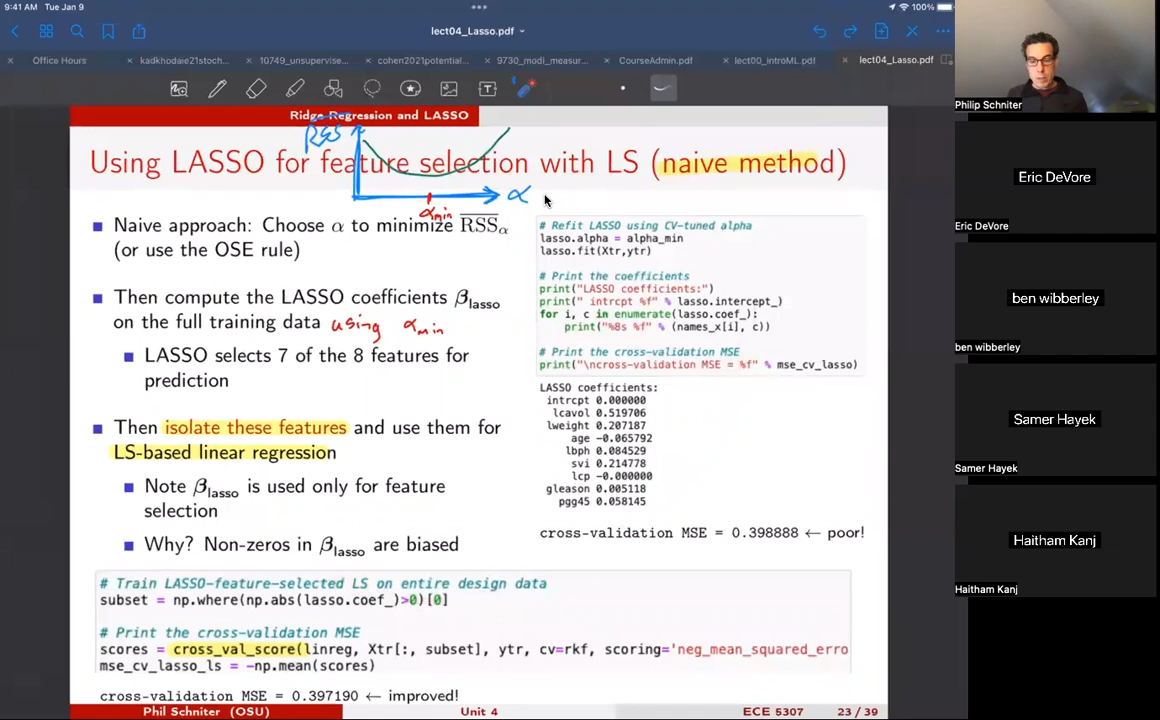 9:41 AM Tue Jan 9
100%
lect04_Lasso.pdf
Office Hours
kadkhodaie21stoch...
10749_unsupervise...
cohen2021potential...
9730_modl_measur...
CourseAdmin.pdf
lect00_introML.pdf
lect04_Lasso.pdf
Ridge Regression and LASSO
RSS
Using LASSO for feature selection with LS (naive method)
α
αmin
Naive approach: Choose α to minimize RSSα
(or use the OSE rule)
Then compute the LASSO coefficients βlasso
on the full training data using αmin
LASSO selects 7 of the 8 features for
prediction
Then isolate these features and use them for
LS-based linear regression
Note βlasso is used only for feature
selection
Why? Non-zeros in βlasso are biased
# Refit LASSO using CV-tuned alpha
lasso.alpha = alpha_min
lasso.fit(Xtr,ytr)
# Print the coefficients
print("LASSO coefficients:")
print(" intrcpt %f" % lasso.intercept_)
for i, c in enumerate(lasso.coef_):
print("%8s %f" % (names_x[i], c))
# Print the cross-validation MSE
print("\ncross-validation MSE = %f" % mse_cv_lasso)
LASSO coefficients:
intrcpt 0.000000
lcavol 0.519706
lweight 0.207187
age -0.065792
lbph 0.084529
svi 0.214778
lcp -0.000000
gleason 0.005118
pgg45 0.058145
cross-validation MSE = 0.398888 ← poor!
# Train LASSO-feature-selected LS on entire design data
subset = np.where(np.abs(lasso.coef_)>0)[0]
# Print the cross-validation MSE
scores = cross_val_score(linreg, Xtr[:, subset], ytr, cv=rkf, scoring='neg_mean_squared_erro
mse_cv_lasso_ls = -np.mean(scores)
cross-validation MSE = 0.397190 ← improved!
Phil Schniter (OSU)
Unit 4
ECE 5307
23 / 39
Philip Schniter
Eric DeVore
Eric DeVore
ben wibberley
ben wibberley
Samer Hayek
Samer Hayek
Haitham Kanj
Haitham Kanj